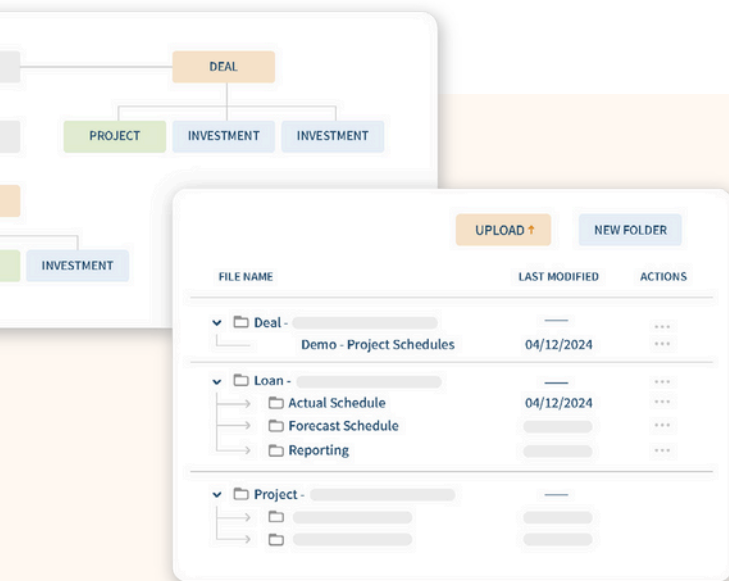 DEAL
PROJECT INVESTMENT INVESTMENT
INVESTMENT
UPLOAD↑ NEW FOLDER
FILE NAME LAST MODIFIED ACTIONS
Deal -
Demo - Project Schedules 04/12/2024
Loan -
Actual Schedule 04/12/2024
Forecast Schedule
Reporting
Project -